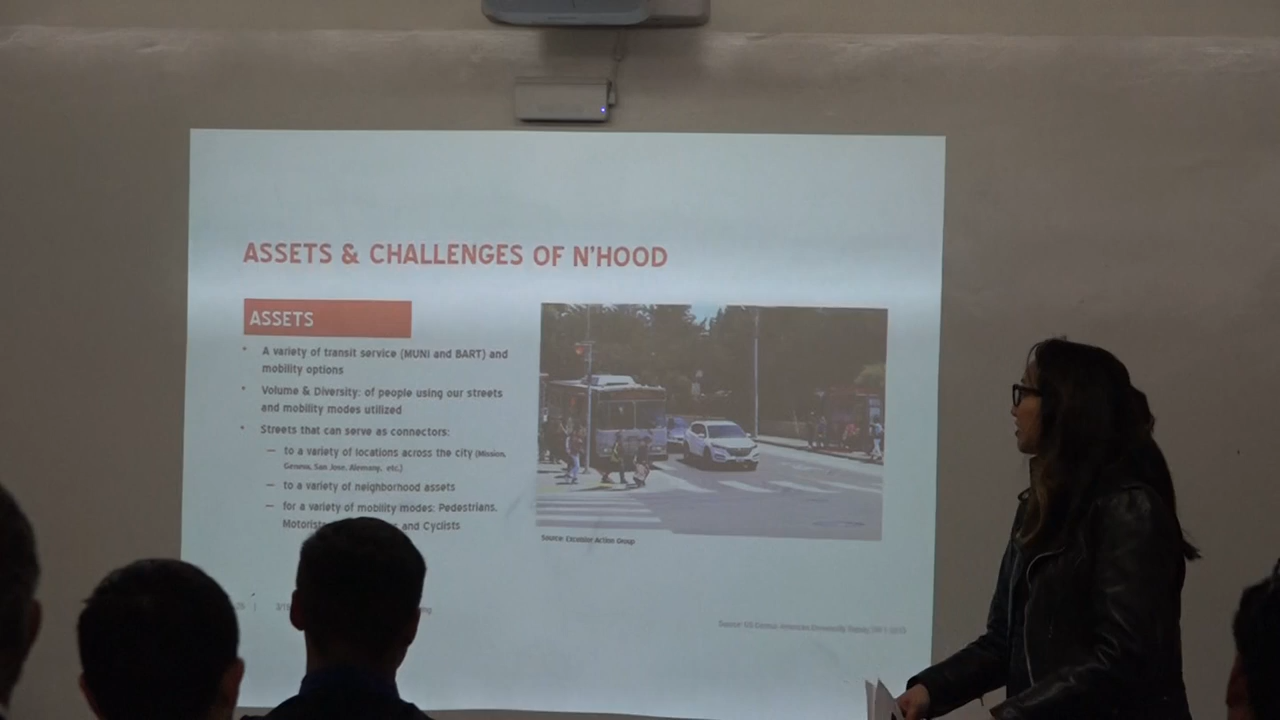 ASSETS & CHALLENGES OF N'HOOD
ASSETS
• A variety of transit service (MUNI and BART) and
mobility options
• Volume & Diversity: of people using our streets
and mobility modes utilized
• Streets that can serve as connectors:
— to a variety of locations across the city (Mission,
Geneva, San Jose, Alemany, etc.)
— to a variety of neighborhood assets
— for a variety of mobility modes: Pedestrians,
and Cyclists
Source: Excelsior Action Group